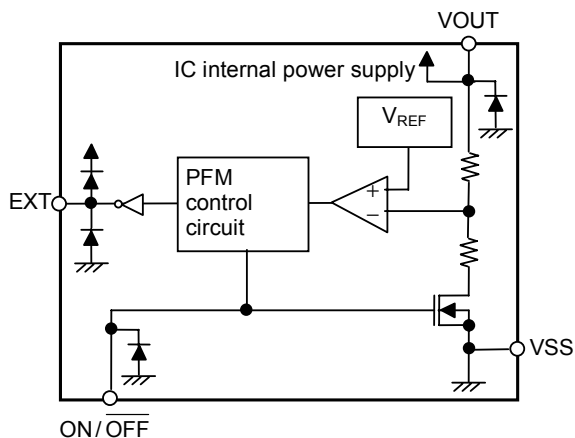 VOUT
IC internal power supply
VREF
EXT
PFM
control
circuit
+
−
VSS
ON/OFF